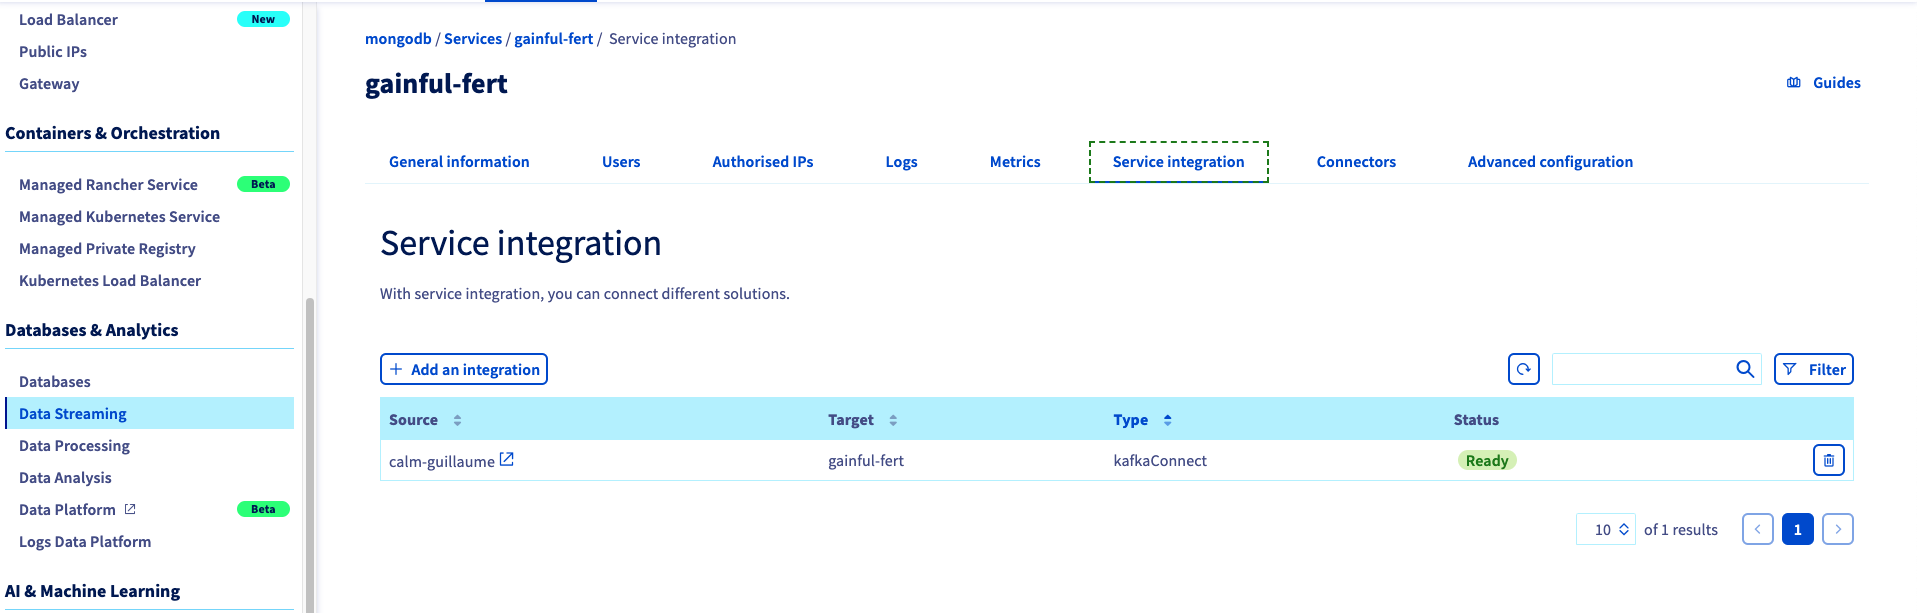 Load Balancer New
Public IPs
Gateway
Containers & Orchestration
Managed Rancher Service Beta
Managed Kubernetes Service
Managed Private Registry
Kubernetes Load Balancer
Databases & Analytics
Databases
Data Streaming
Data Processing
Data Analysis
Data Platform Beta
Logs Data Platform
AI & Machine Learning
mongodb / Services / gainful-fert / Service integration
gainful-fert
Guides
General information Users Authorised IPs Logs Metrics Service integration Connectors Advanced configuration
Service integration
With service integration, you can connect different solutions.
+ Add an integration Filter
Source Target Type Status
calm-guillaume gainful-fert kafkaConnect Ready
10 of 1 results < 1 >